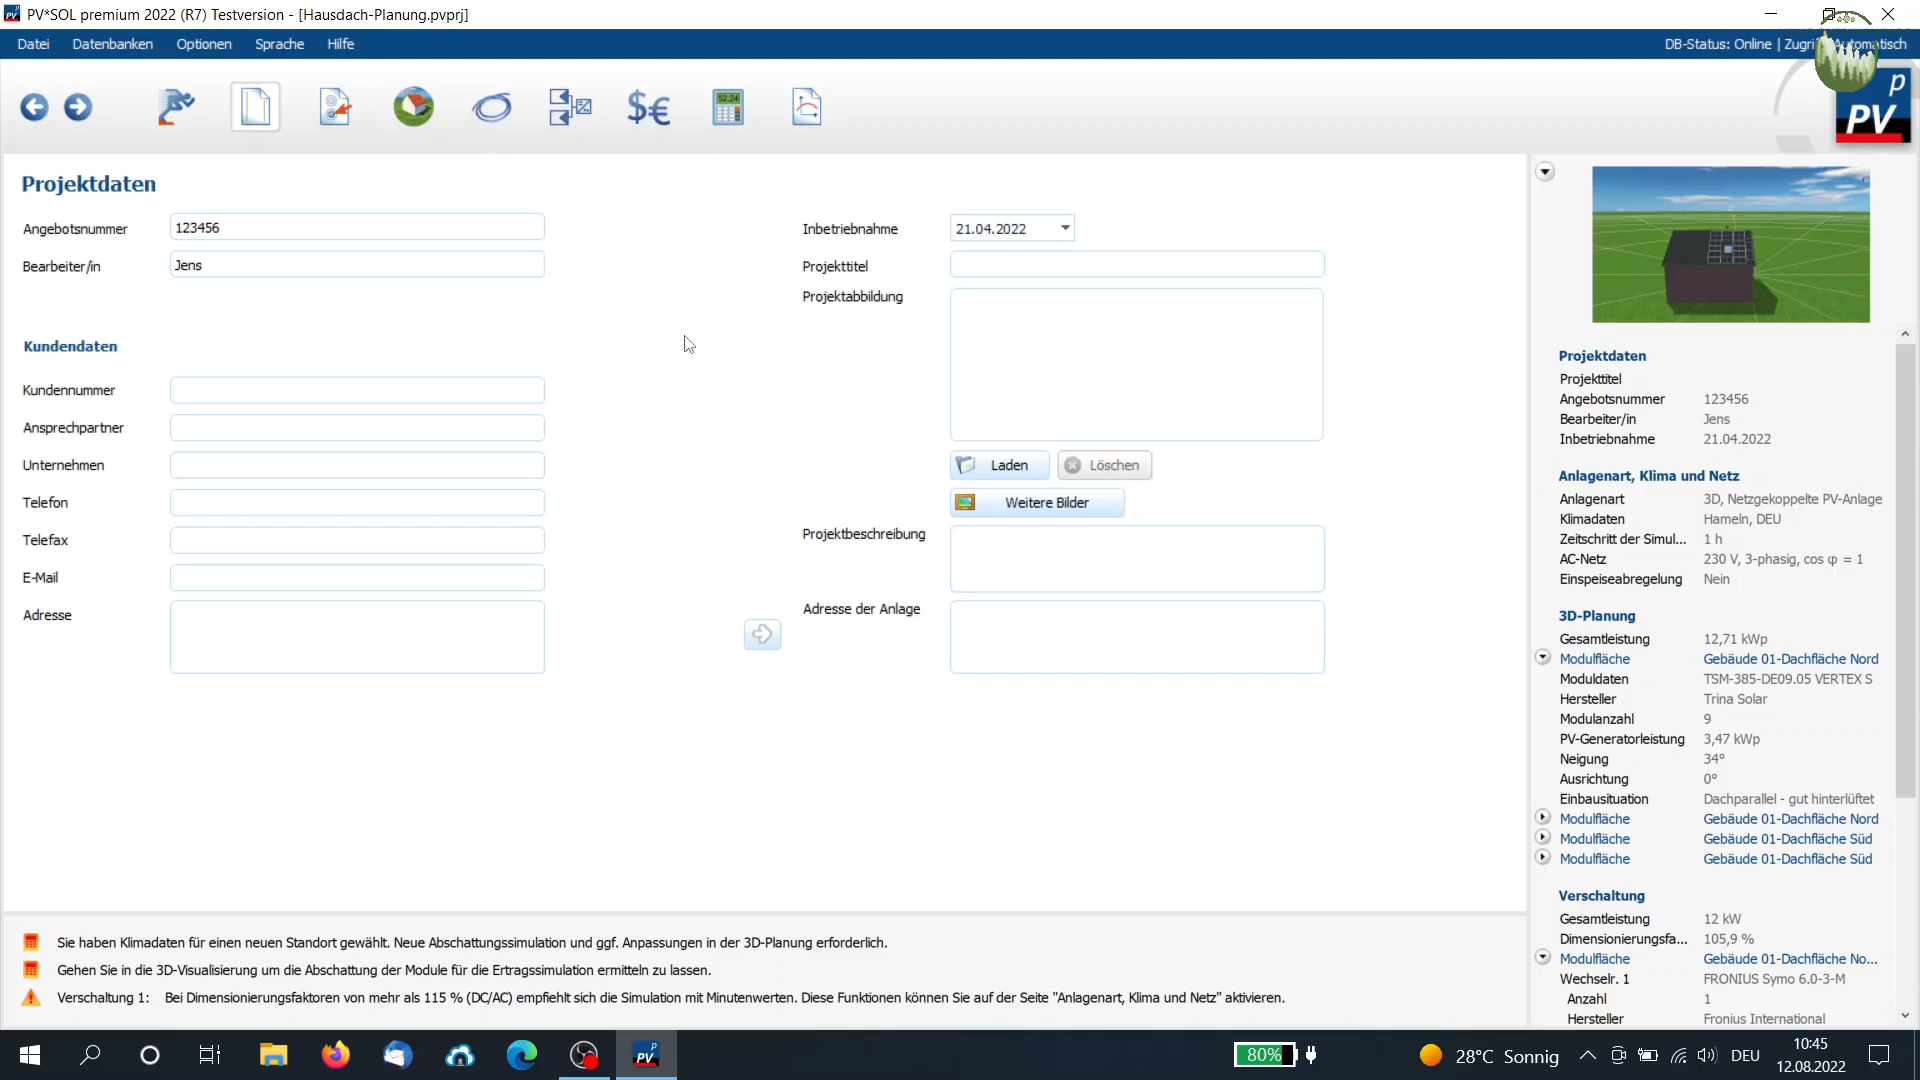 PV*SOL premium 2022 (R7) Testversion - [Hausdach-Planung.pvprj]
Datei Datenbanken Optionen Sprache Hilfe
DB-Status: Online | Zugri Automatisch
$€ 52,24
p
PV
Projektdaten
Angebotsnummer 123456
Bearbeiter/in Jens
Kundendaten
Kundennummer
Ansprechpartner
Unternehmen
Telefon
Telefax
E-Mail
Adresse
Inbetriebnahme 21.04.2022
Projekttitel
Projektabbildung
Laden Löschen
Weitere Bilder
Projektbeschreibung
Adresse der Anlage
Projektdaten
Projekttitel
Angebotsnummer 123456
Bearbeiter/in Jens
Inbetriebnahme 21.04.2022
Anlagenart, Klima und Netz
Anlagenart 3D, Netzgekoppelte PV-Anlage
Klimadaten Hameln, DEU
Zeitschritt der Simul... 1 h
AC-Netz 230 V, 3-phasig, cos φ = 1
Einspeiseabregelung Nein
3D-Planung
Gesamtleistung 12,71 kWp
Modulfläche Gebäude 01-Dachfläche Nord
Moduldaten TSM-385-DE09.05 VERTEX S
Hersteller Trina Solar
Modulanzahl 9
PV-Generatorleistung 3,47 kWp
Neigung 34°
Ausrichtung 0°
Einbausituation Dachparallel - gut hinterlüftet
Modulfläche Gebäude 01-Dachfläche Nord
Modulfläche Gebäude 01-Dachfläche Süd
Modulfläche Gebäude 01-Dachfläche Süd
Verschaltung
Gesamtleistung 12 kW
Dimensionierungsfa... 105,9 %
Modulfläche Gebäude 01-Dachfläche No...
Wechselr. 1 FRONIUS Symo 6.0-3-M
Anzahl 1
Hersteller Fronius International
Sie haben Klimadaten für einen neuen Standort gewählt. Neue Abschattungssimulation und ggf. Anpassungen in der 3D-Planung erforderlich.
Gehen Sie in die 3D-Visualisierung um die Abschattung der Module für die Ertragssimulation ermitteln zu lassen.
Verschaltung 1: Bei Dimensionierungsfaktoren von mehr als 115 % (DC/AC) empfiehlt sich die Simulation mit Minutenwerten. Diese Funktionen können Sie auf der Seite "Anlagenart, Klima und Netz" aktivieren.
80% 28°C Sonnig DEU 10:45
12.08.2022